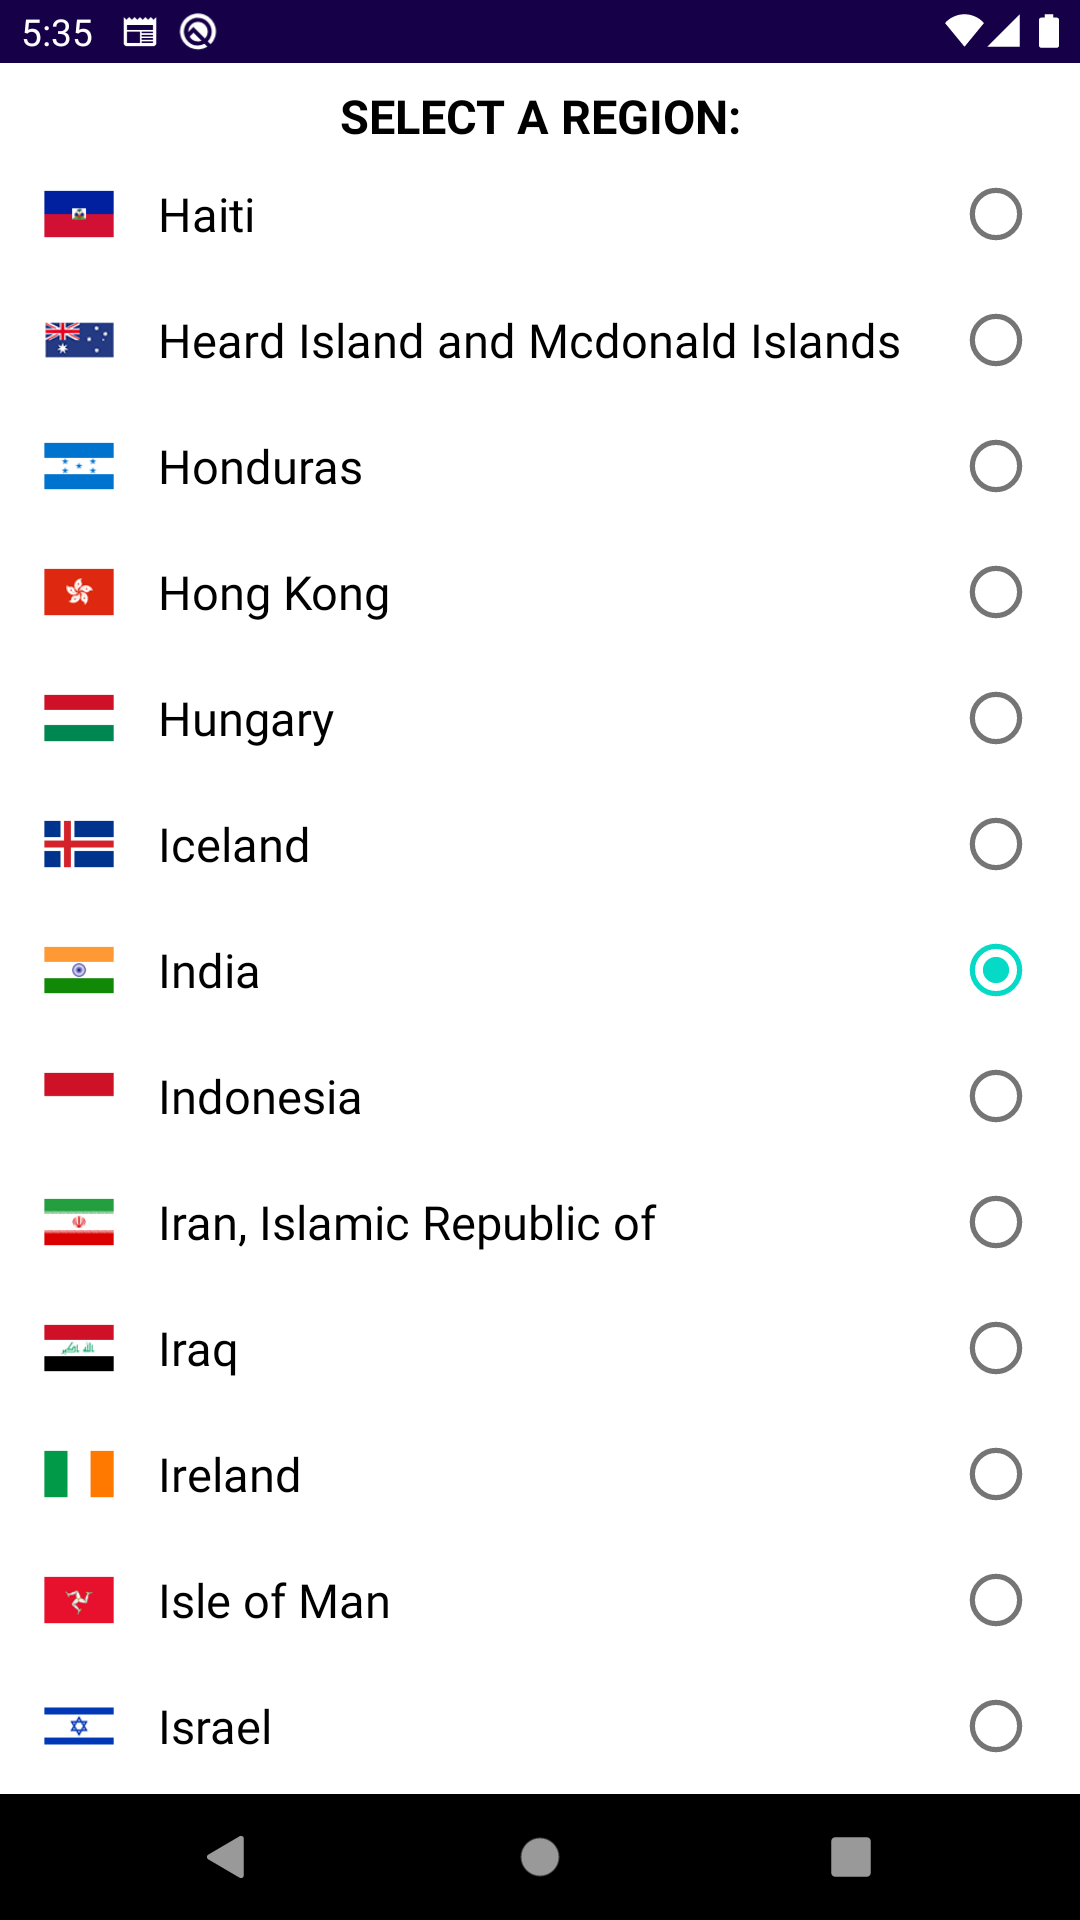 5:35
SELECT A REGION:
Haiti
Heard Island and Mcdonald Islands
Honduras
Hong Kong
Hungary
Iceland
India
Indonesia
Iran, Islamic Republic of
Iraq
Ireland
Isle of Man
Israel